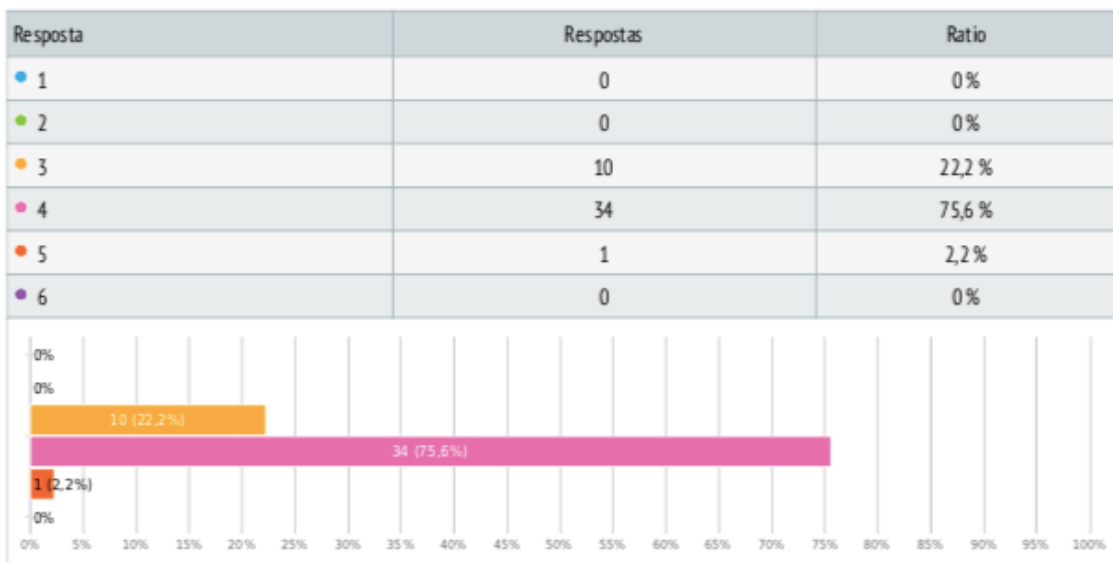 Resposta Respostas Ratio
1 0 0 %
2 0 0 %
3 10 22,2 %
4 34 75,6 %
5 1 2,2 %
6 0 0 %
0%
0%
10 (22,2%)
34 (75,6%)
1 (2,2%)
0%
0% 5% 10% 15% 20% 25% 30% 35% 40% 45% 50% 55% 60% 65% 70% 75% 80% 85% 90% 95% 100%